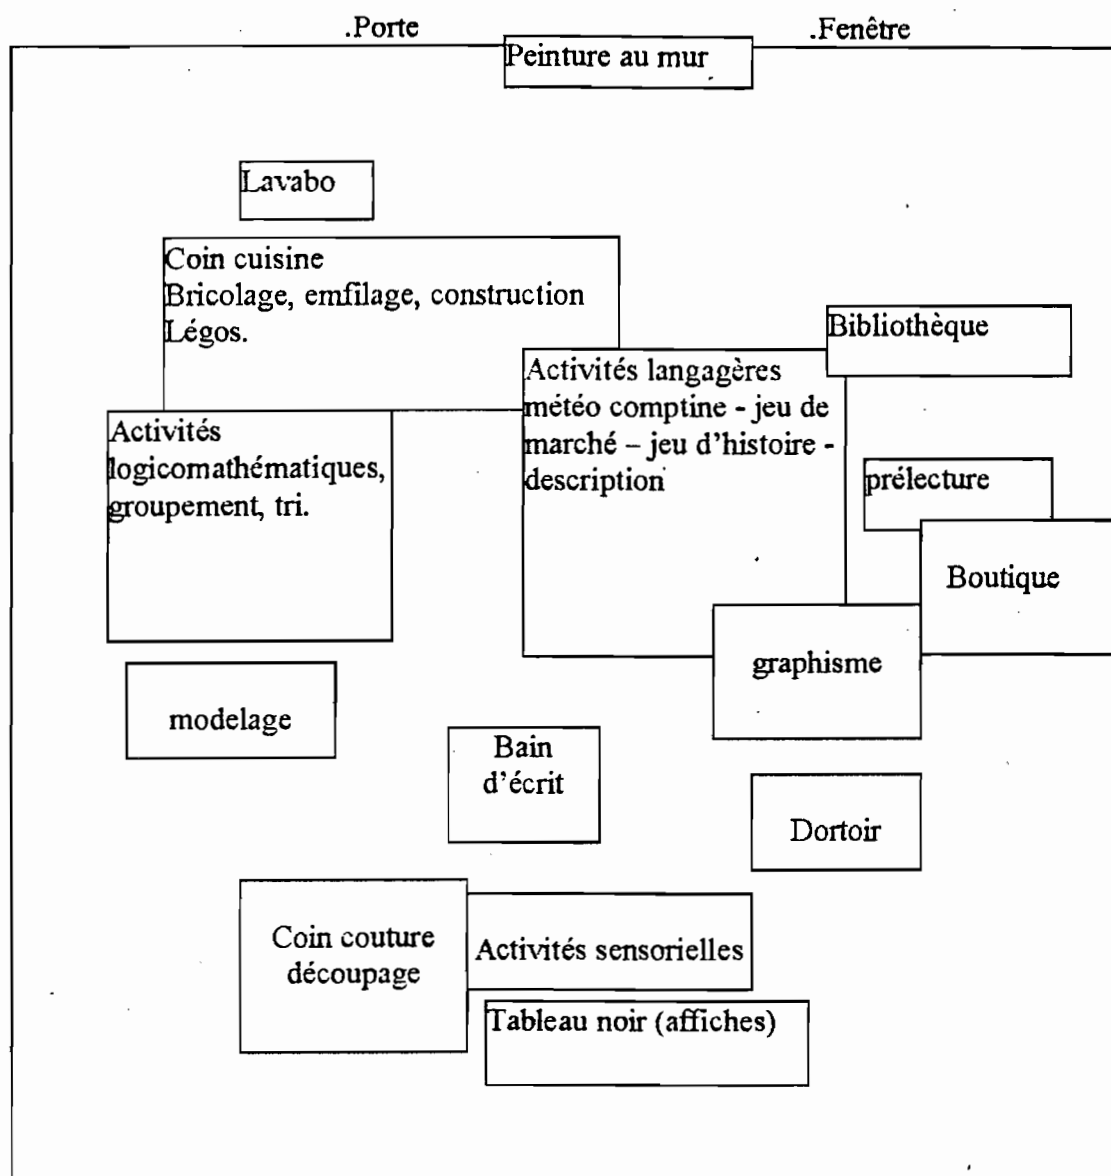 .Porte
.Fenêtre
Peinture au mur
Lavabo
Coin cuisine
Bricolage, emfilage, construction
Légos.
Bibliothèque
Activités langagères
météo comptine - jeu de
marché – jeu d'histoire -
description
Activités
logicomathématiques,
groupement, tri.
prélecture
Boutique
graphisme
modelage
Bain
d'écrit
Dortoir
Coin couture
découpage
Activités sensorielles
Tableau noir (affiches)